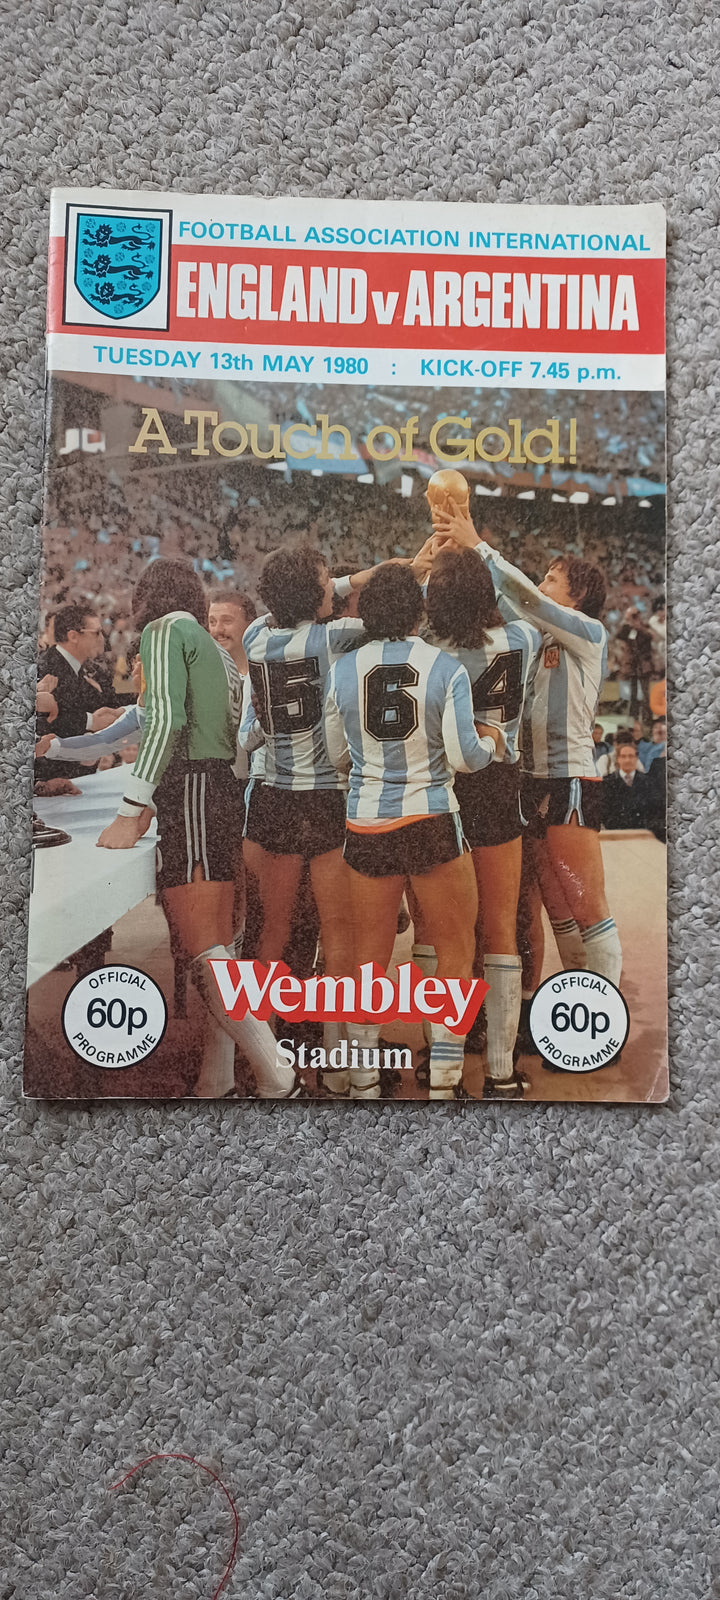 FOOTBALL ASSOCIATION INTERNATIONAL
ENGLAND v ARGENTINA
TUESDAY 13th MAY 1980 : KICK-OFF 7.45 p.m.
A Touch of Gold!
15
6
4
Wembley
Stadium
OFFICIAL
60p
PROGRAMME
OFFICIAL
60p
PROGRAMME